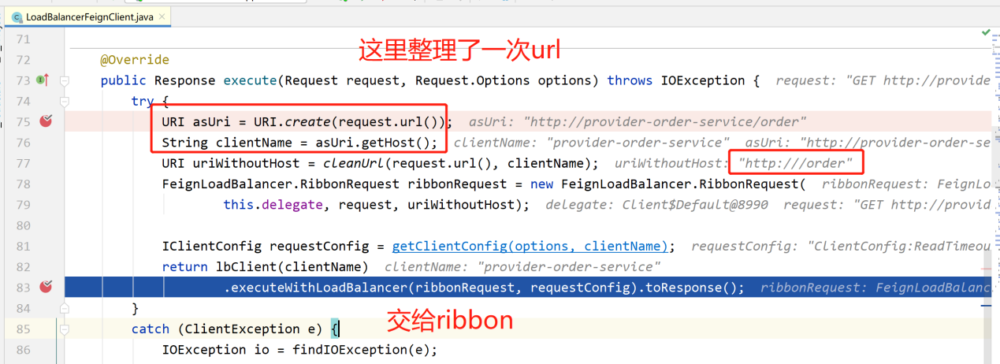 LoadBalancerFeignClient.java
71
72 @Override
这里整理了一次url
73 public Response execute(Request request, Request.Options options) throws IOException { request: "GET http://provide
74 try {
75 URI asUri = URI.create(request.url()); asUri: "http://provider-order-service/order"
76 String clientName = asUri.getHost(); clientName: "provider-order-service" asUri: "http://provider-order-se
77 URI uriWithoutHost = cleanUrl(request.url(), clientName); uriWithoutHost: "http:///order"
78 FeignLoadBalancer.RibbonRequest ribbonRequest = new FeignLoadBalancer.RibbonRequest( ribbonRequest: FeignLo
79 this.delegate, request, uriWithoutHost); delegate: Client$Default@8990 request: "GET http://provid
80
81 IClientConfig requestConfig = getClientConfig(options, clientName); requestConfig: "ClientConfig:ReadTimeou
82 return lbClient(clientName) clientName: "provider-order-service"
83 .executeWithLoadBalancer(ribbonRequest, requestConfig).toResponse(); ribbonRequest: FeignLoadBalanc
84 }
85 catch (ClientException e) {
交给ribbon
86 IOException io = findIOException(e);